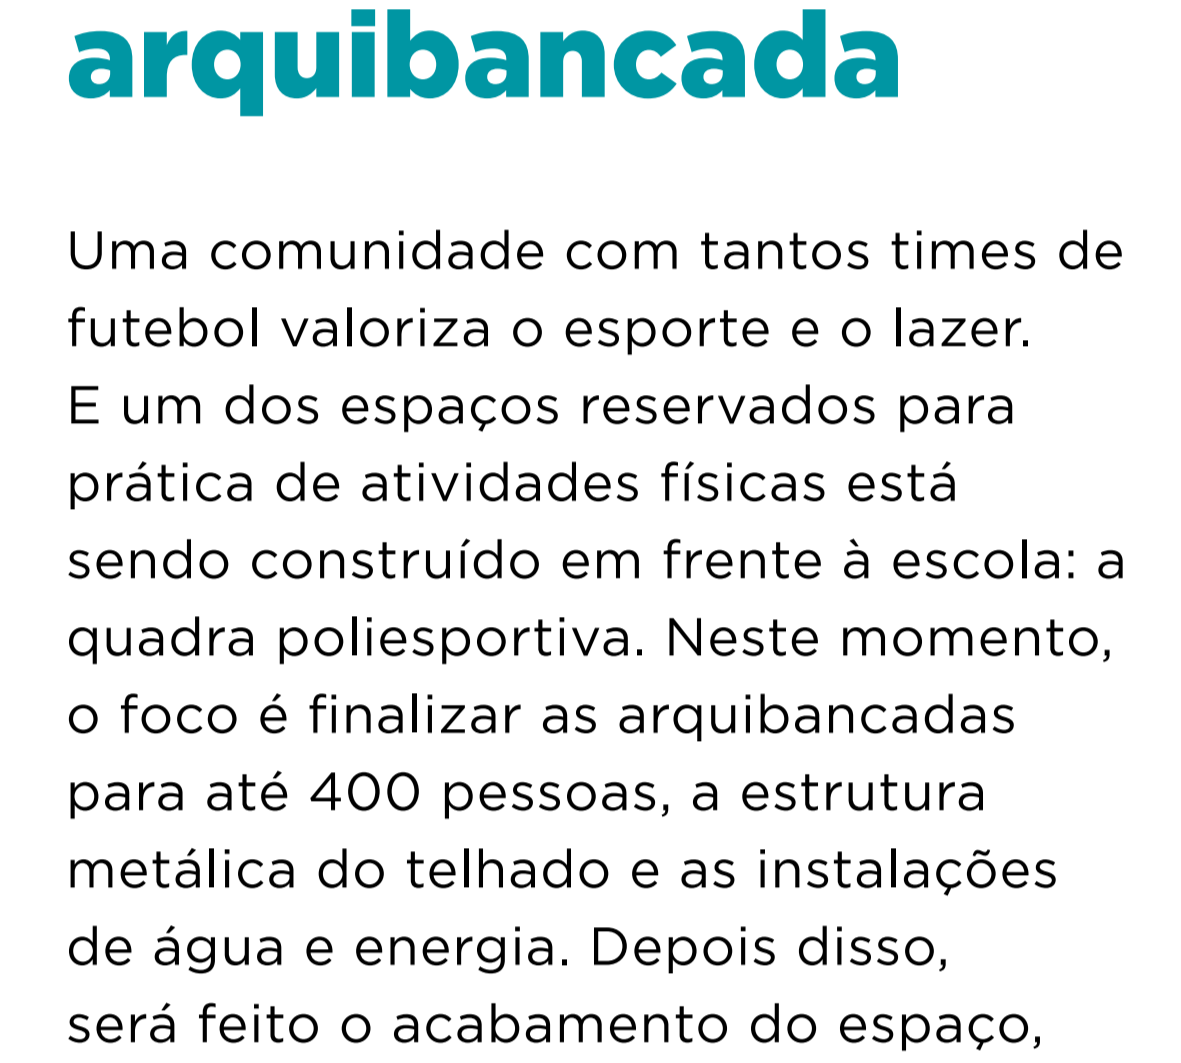 arquibancada
Uma comunidade com tantos times de
futebol valoriza o esporte e o lazer.
E um dos espaços reservados para
prática de atividades físicas está
sendo construído em frente à escola: a
quadra poliesportiva. Neste momento,
o foco é finalizar as arquibancadas
para até 400 pessoas, a estrutura
metálica do telhado e as instalações
de água e energia. Depois disso,
será feito o acabamento do espaço,